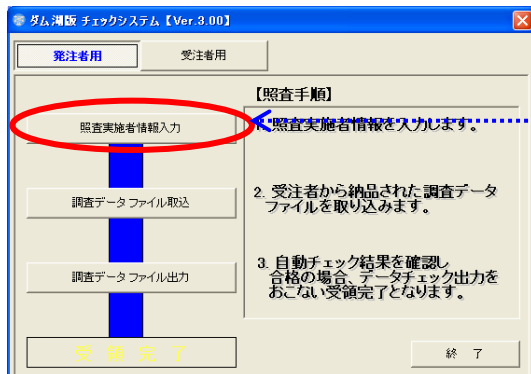 ダム湖版 チェックシステム【Ver.3.00】
発注者用
受注者用
【照査手順】
照査実施者情報入力
1. 照査実施者情報を入力します。
調査データファイル取込
2. 受注者から納品された調査データ
ファイルを取り込みます。
調査データファイル出力
3. 自動チェック結果を確認し
合格の場合、データチェック出力を
おこない受領完了となります。
受 領 完 了
終 了